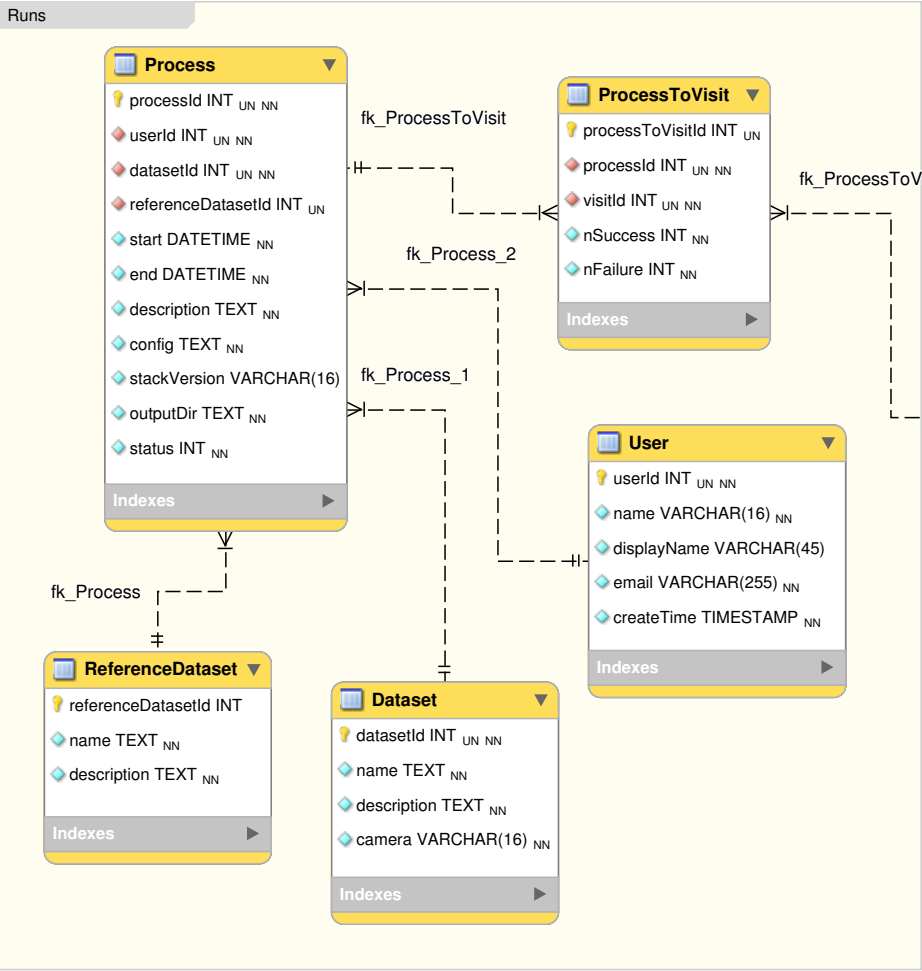 Runs
Process
processId INT UN NN
userId INT UN NN
datasetId INT UN NN
referenceDatasetId INT UN
start DATETIME NN
end DATETIME NN
description TEXT NN
config TEXT NN
stackVersion VARCHAR(16)
outputDir TEXT NN
status INT NN
Indexes
fk_ProcessToVisit
ProcessToVisit
processToVisitId INT UN
processId INT UN NN
visitId INT UN NN
nSuccess INT NN
nFailure INT NN
Indexes
fk_ProcessToV
fk_Process_2
fk_Process_1
User
userId INT UN NN
name VARCHAR(16) NN
displayName VARCHAR(45)
email VARCHAR(255) NN
createTime TIMESTAMP NN
Indexes
fk_Process
ReferenceDataset
referenceDatasetId INT
name TEXT NN
description TEXT NN
Indexes
Dataset
datasetId INT UN NN
name TEXT NN
description TEXT NN
camera VARCHAR(16) NN
Indexes